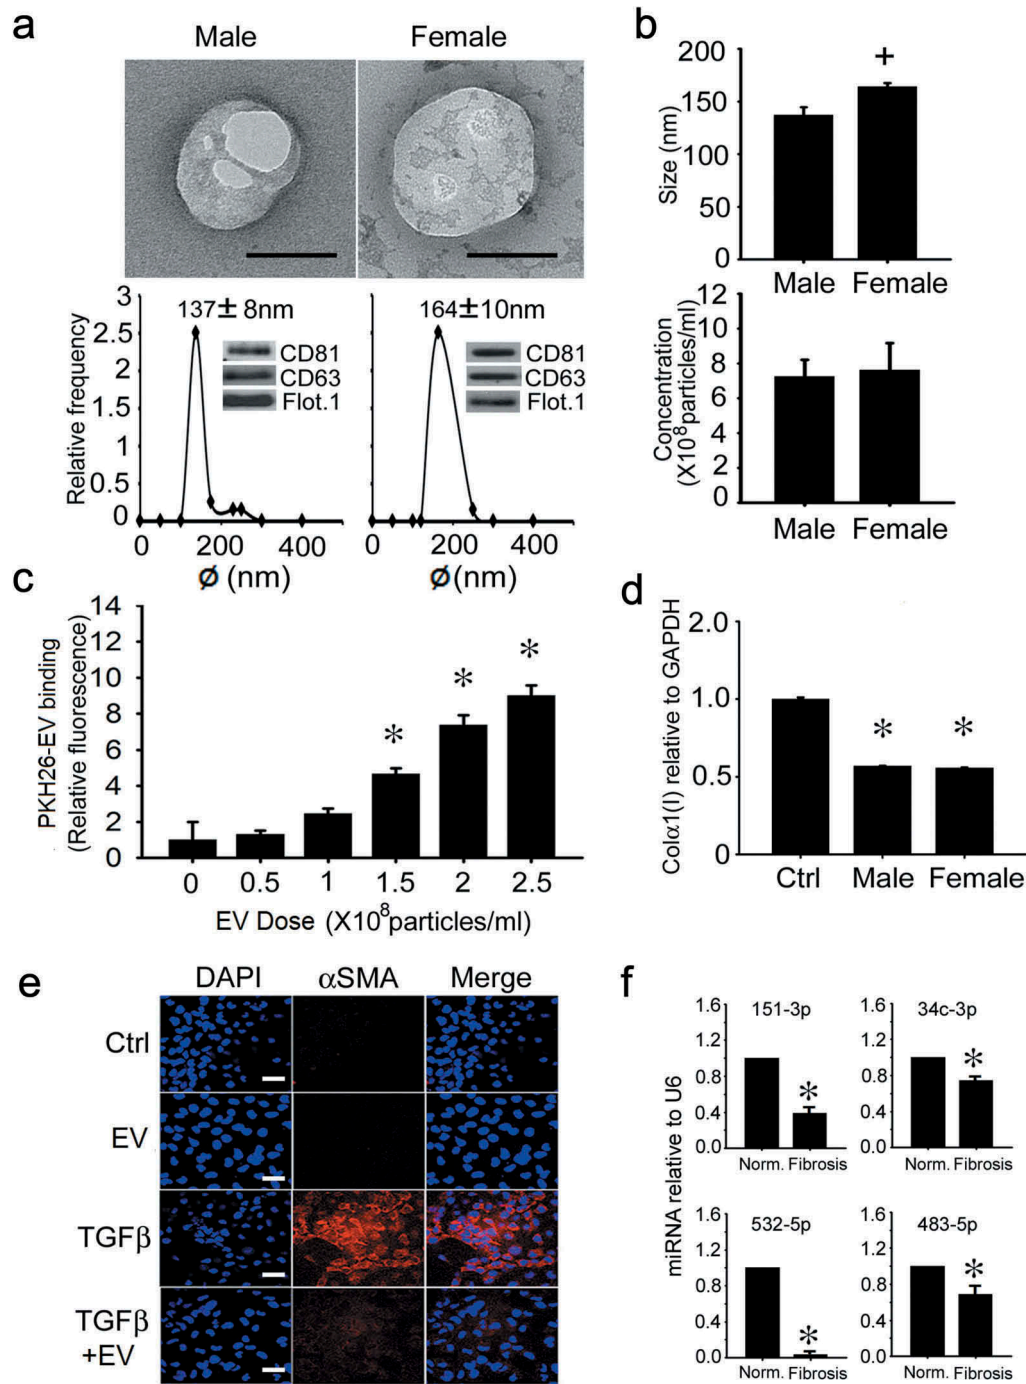 a
Male Female
137± 8nm
CD81
CD63
Flot.1
164±10nm
CD81
CD63
Flot.1
Relative frequency
3
2.5
2
1.5
1
0.5
0
0 200 400
Ø (nm)
0 200 400
Ø(nm)
b
Size (nm)
200
150
100
50
0
+
Male Female
Concentration
(X10⁸particles/ml)
12
10
8
6
4
2
0
Male Female
c
PKH26-EV binding
(Relative fluorescence)
14
12
10
8
6
4
2
0
* * *
0 0.5 1 1.5 2 2.5
EV Dose (X10⁸particles/ml)
d
Colα1(I) relative to GAPDH
2.0
1.0
0.5
0
* *
Ctrl Male Female
e
DAPI αSMA Merge
Ctrl
EV
TGFβ
TGFβ
+EV
f
miRNA relative to U6
151-3p
1.6
1.2
0.8
0.4
0.0
*
Norm. Fibrosis
34c-3p
1.6
1.2
0.8
0.4
0.0
*
Norm. Fibrosis
532-5p
1.6
1.2
0.8
0.4
0.0
*
Norm. Fibrosis
483-5p
1.6
1.2
0.8
0.4
0.0
*
Norm. Fibrosis